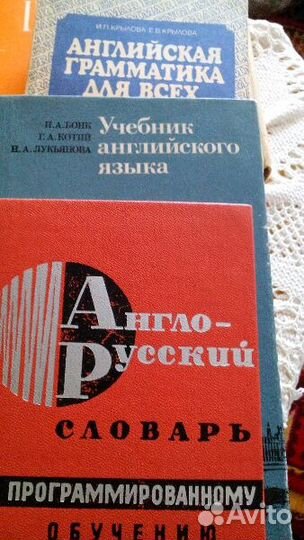 И.П.КРЫЛОВА, Е.В.КРЫЛОВА
АНГЛИЙСКАЯ
ГРАММАТИКА
ДЛЯ ВСЕХ
Н.А.БОНК
Г.А.КОТИЙ
Н.А.ЛУКЬЯНОВА
Учебник
английского
языка
Англо-
Русский
СЛОВАРЬ
ПРОГРАММИРОВАННОМУ
ОБУЧЕНИЮ
Avito